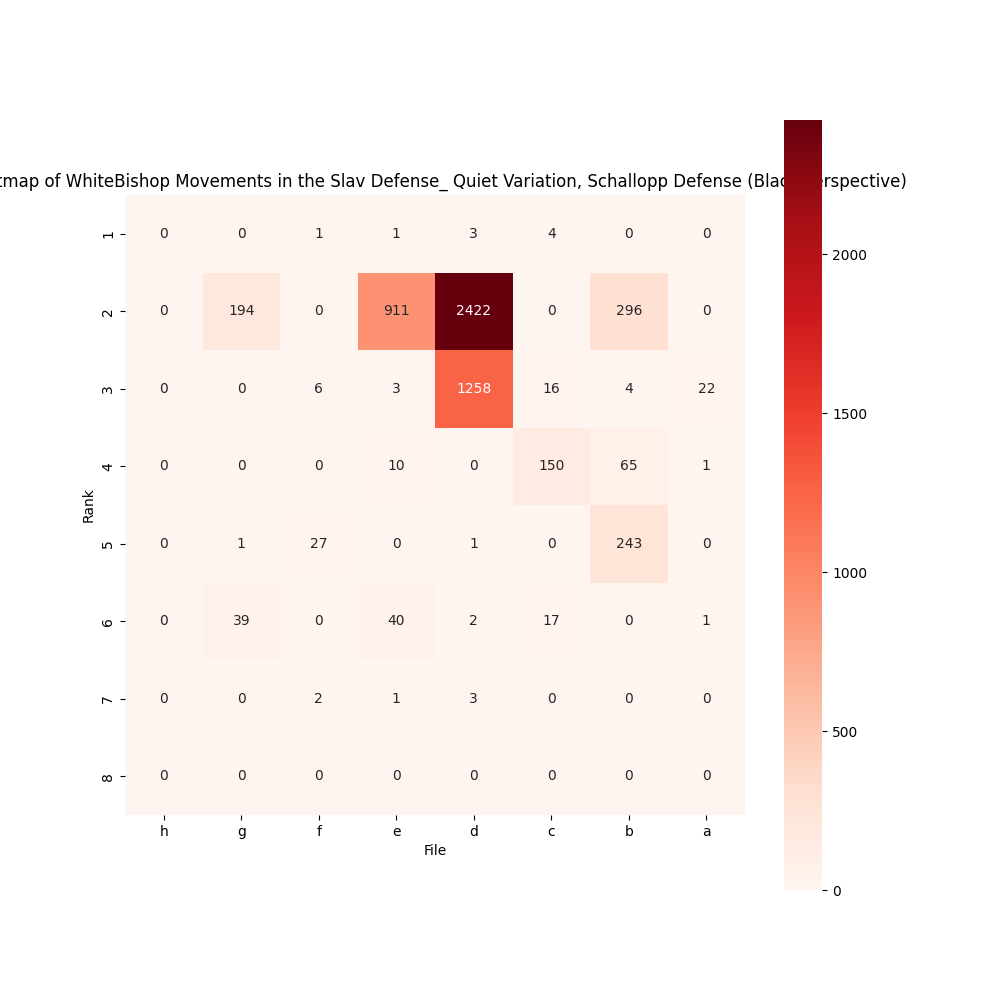 tmap of WhiteBishop Movements in the Slav Defense_ Quiet Variation, Schallopp Defense (Blac erspective)
1 0 0 1 1 3 4 0 0
2 0 194 0 911 2422 0 296 0
3 0 0 6 3 1258 16 4 22
4 0 0 0 10 0 150 65 1
5 0 1 27 0 1 0 243 0
6 0 39 0 40 2 17 0 1
7 0 0 2 1 3 0 0 0
8 0 0 0 0 0 0 0 0
h g f e d c b a
File
Rank
2000
1500
1000
500
0